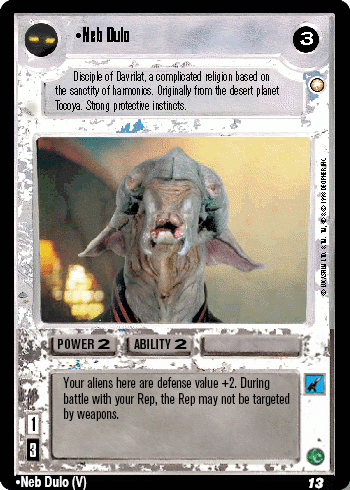 •Neb Dulo
3
Disciple of Davrilat, a complicated religion based on
the sanctity of harmonics. Originally from the desert planet
Tocoya. Strong protective instincts.
POWER 2 ABILITY 2
Your aliens here are defense value +2. During
battle with your Rep, the Rep may not be targeted
by weapons.
1
3
•Neb Dulo (V)
13